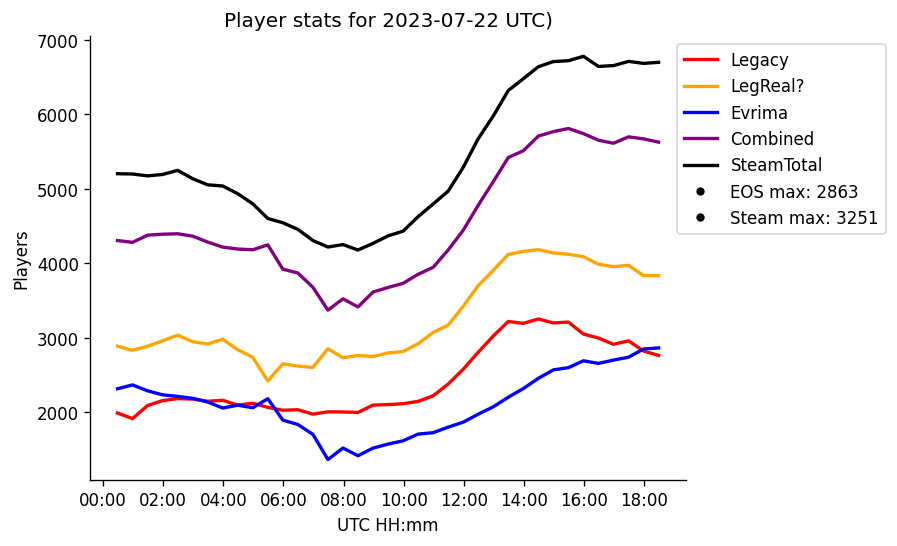 Player stats for 2023-07-22 UTC)
7000
6000
5000
4000
3000
2000
Players
00:00 02:00 04:00 06:00 08:00 10:00 12:00 14:00 16:00 18:00
UTC HH:mm
Legacy
LegReal?
Evrima
Combined
SteamTotal
EOS max: 2863
Steam max: 3251